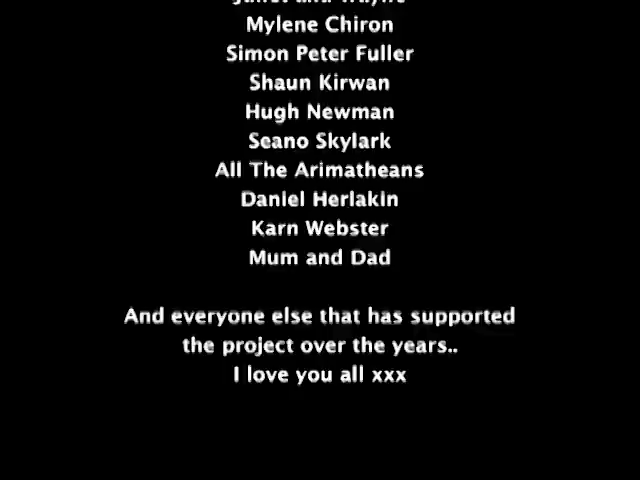 Mylene Chiron
Simon Peter Fuller
Shaun Kirwan
Hugh Newman
Seano Skylark
All The Arimatheans
Daniel Herlakin
Karn Webster
Mum and Dad
And everyone else that has supported
the project over the years..
I love you all xxx